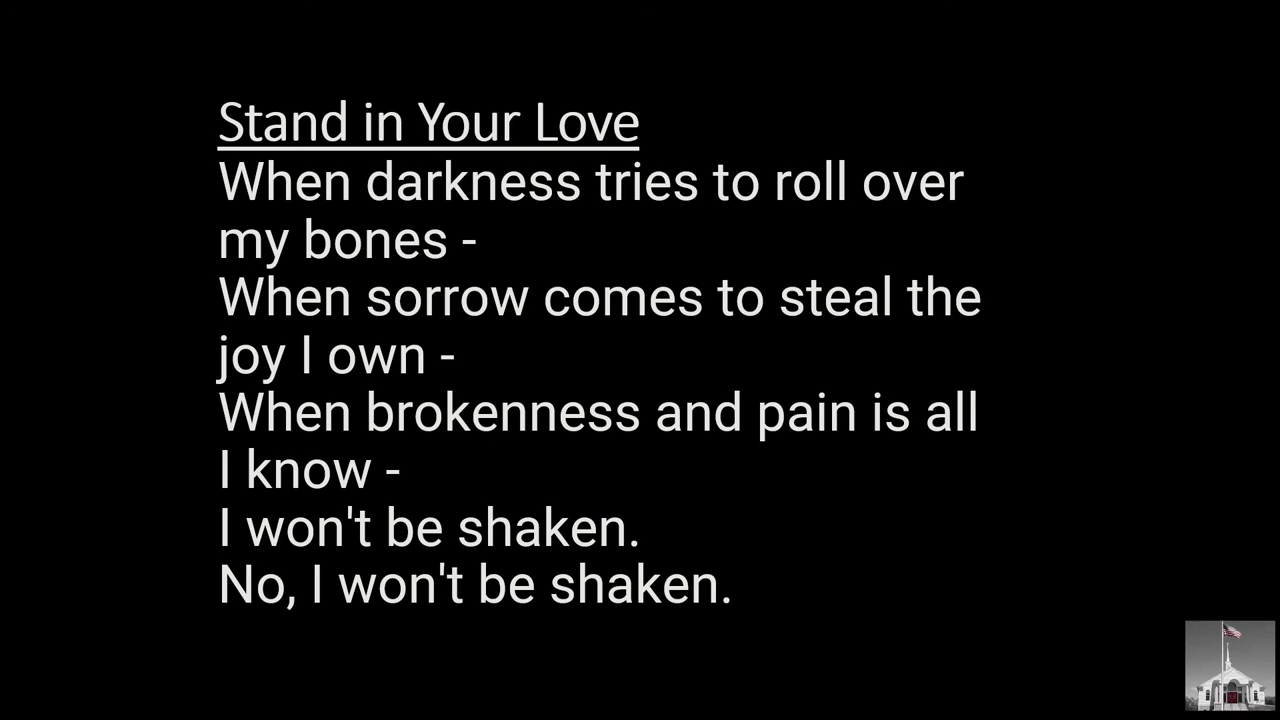 Stand in Your Love
When darkness tries to roll over
my bones -
When sorrow comes to steal the
joy I own -
When brokenness and pain is all
I know -
I won't be shaken.
No, I won't be shaken.